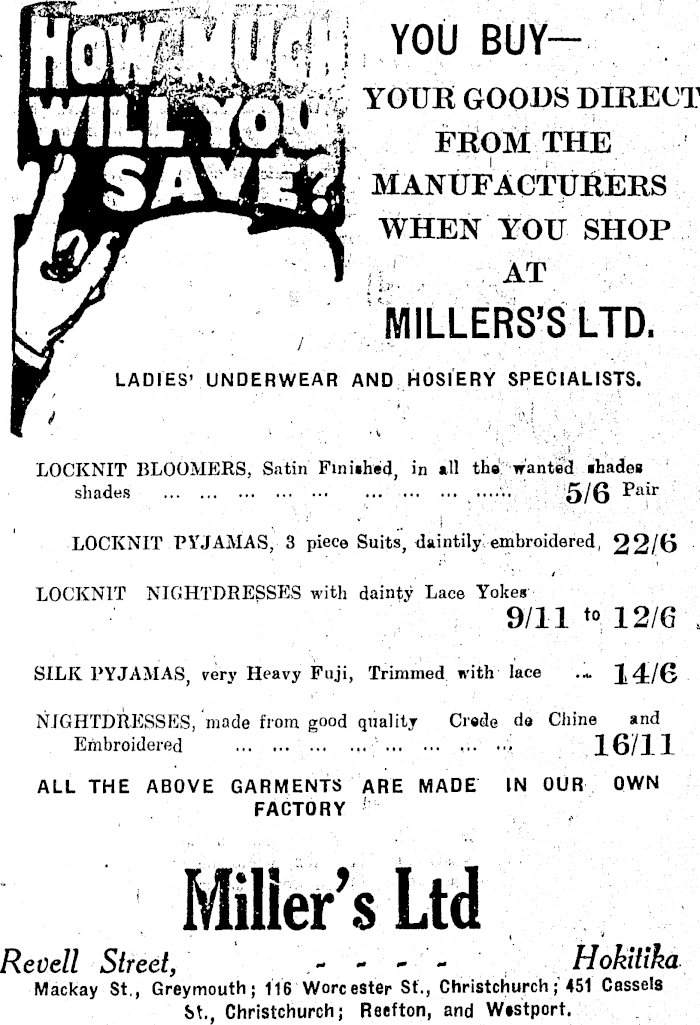 HOW MUCH
WILL YOU
SAVE?
YOU BUY—
YOUR GOODS DIRECT
FROM THE
MANUFACTURERS
WHEN YOU SHOP
AT
MILLERS'S LTD.
LADIES' UNDERWEAR AND HOSIERY SPECIALISTS.
LOCKNIT BLOOMERS, Satin Finished, in all the wanted shades
shades ... ... ... ... ... ... ... ... ... ...... 5/6 Pair
LOCKNIT PYJAMAS, 3 piece Suits, daintily embroidered, 22/6
LOCKNIT NIGHTDRESSES with dainty Lace Yokes
9/11 to 12/6
SILK PYJAMAS, very Heavy Fuji, Trimmed with lace ... 14/6
NIGHTDRESSES, made from good quality Crede de Chine and
Embroidered ... ... ... ... ... ... ... ... 16/11
ALL THE ABOVE GARMENTS ARE MADE IN OUR OWN
FACTORY
Miller's Ltd
Revell Street, - - - - Hokitika
Mackay St., Greymouth; 116 Worcester St., Christchurch; 451 Cassels
St., Christchurch; Reefton, and Westport.